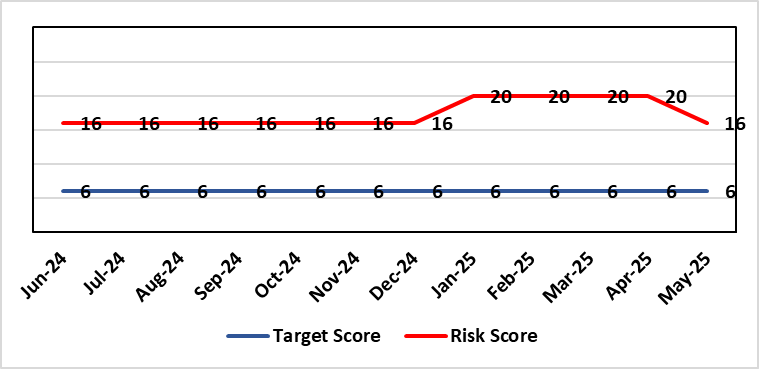 20 20 20 20
16 16 16 16 16 16 16 16
6 6 6 6 6 6 6 6 6 6 6 6
Jun-24 Jul-24 Aug-24 Sep-24 Oct-24 Nov-24 Dec-24 Jan-25 Feb-25 Mar-25 Apr-25 May-25
Target Score Risk Score